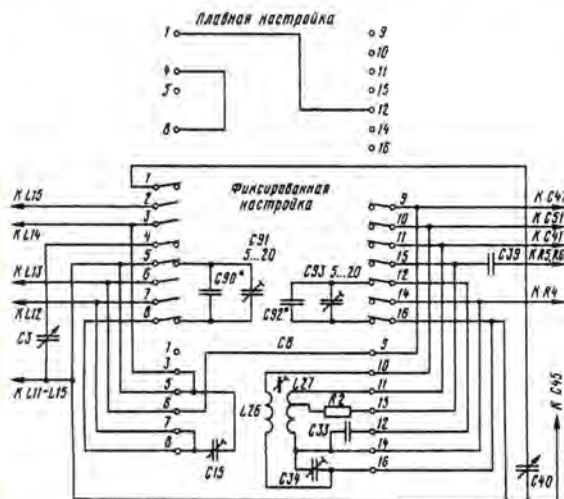 Плавная настройка
1
9
10
4
11
5
15
12
8
14
16
1
Фиксированная
настройка
К L15
2
9
К C47
3
10
К C51
К L14
4
C91
5...20
11
К C41
5
15
C39
К R5, R6
К L13
6
C90*
C93 5...20
12
К L12
7
C92*
14
К R4
8
16
C3
1
C8
9
3
10
К L11-L15
5
L26
L27
11
6
R2
15
7
C33
12
8
14
C15
C34
16
C40
К C45